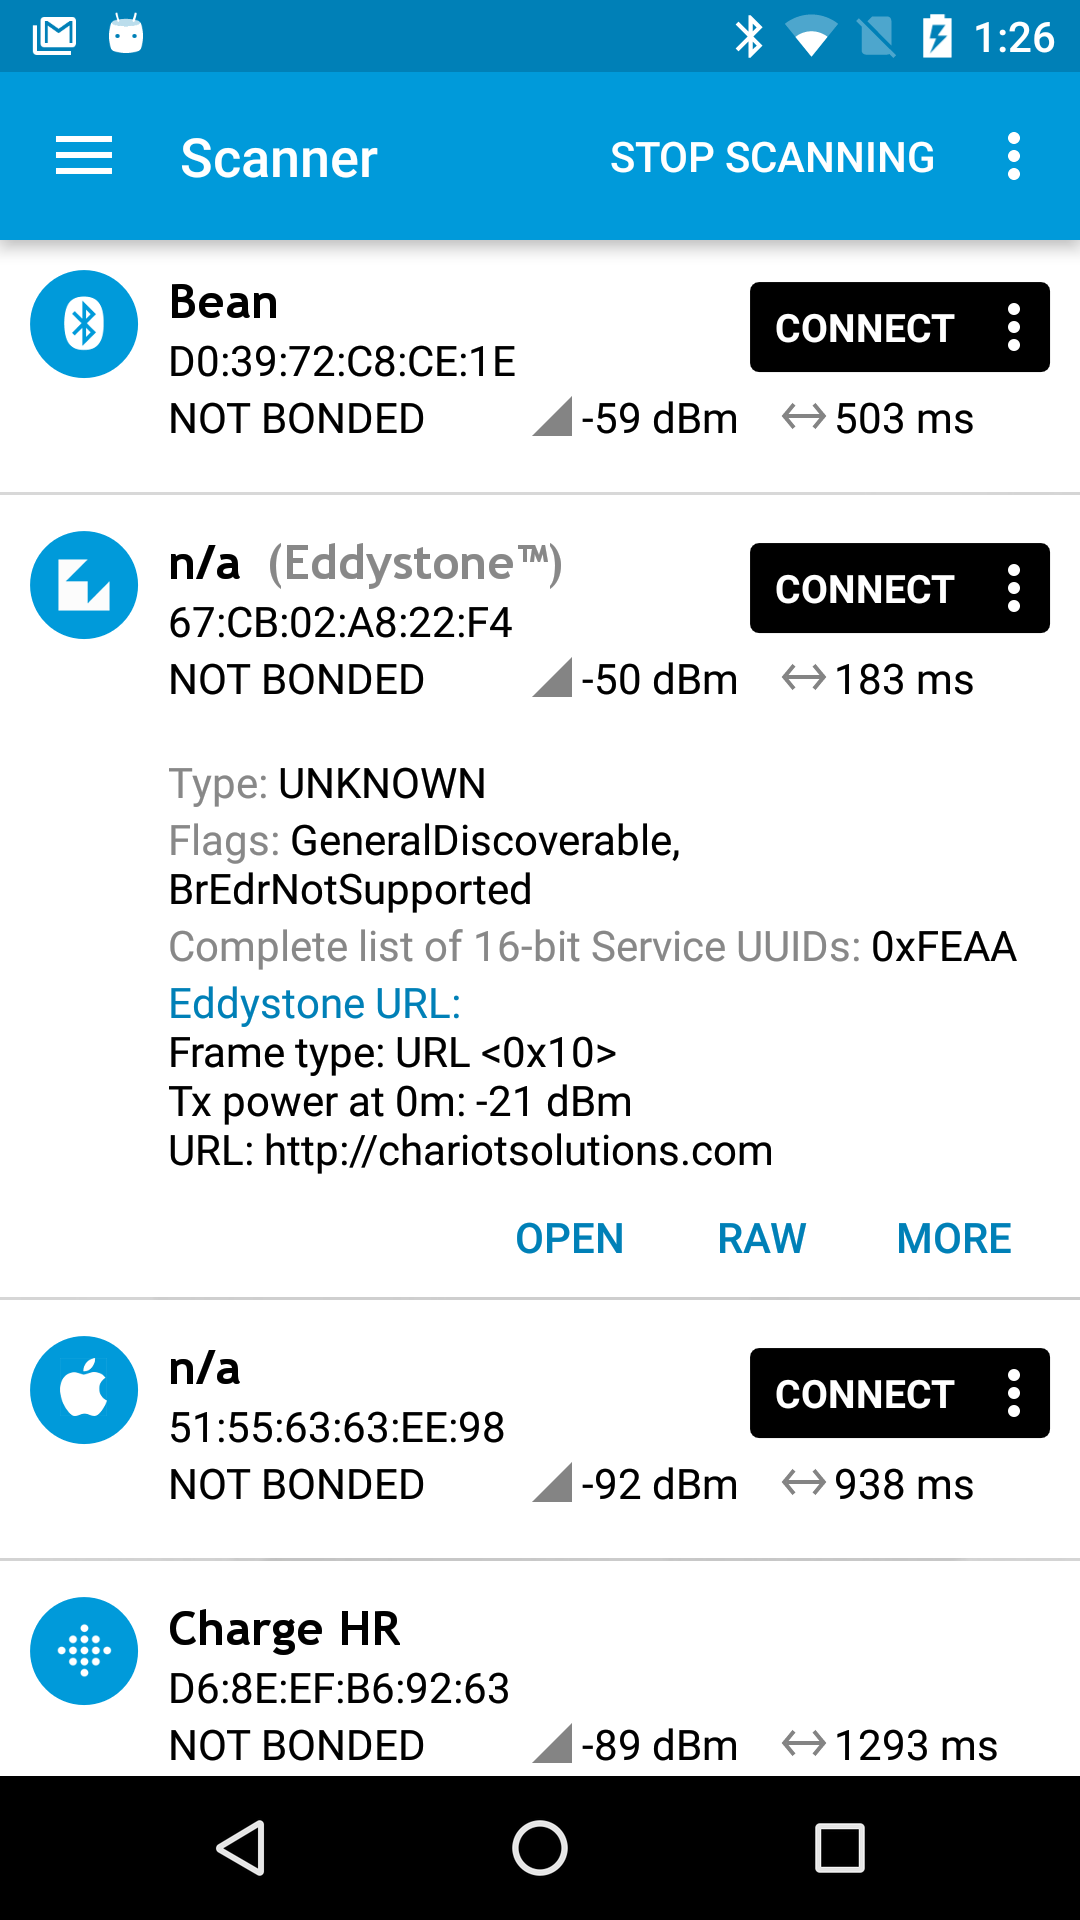 1:26
Scanner STOP SCANNING
Bean CONNECT
D0:39:72:C8:CE:1E
NOT BONDED -59 dBm 503 ms
n/a (Eddystone™) CONNECT
67:CB:02:A8:22:F4
NOT BONDED -50 dBm 183 ms
Type: UNKNOWN
Flags: GeneralDiscoverable,
BrEdrNotSupported
Complete list of 16-bit Service UUIDs: 0xFEAA
Eddystone URL:
Frame type: URL <0x10>
Tx power at 0m: -21 dBm
URL: http://chariotsolutions.com
OPEN RAW MORE
n/a CONNECT
51:55:63:63:EE:98
NOT BONDED -92 dBm 938 ms
Charge HR
D6:8E:EF:B6:92:63
NOT BONDED -89 dBm 1293 ms